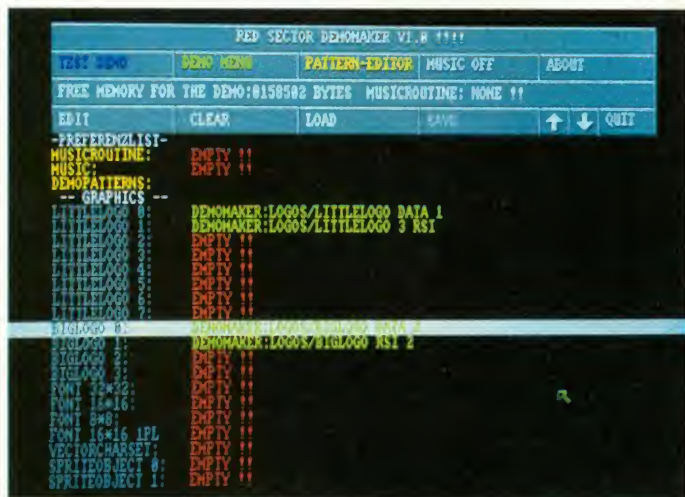 RED SECTOR DEMOMAKER V1.0 !!!!
TEST DEMO DEMO MENU PATTERN-EDITOR MUSIC OFF ABOUT
FREE MEMORY FOR THE DEMO:0158502 BYTES MUSICROUTINE: NONE !!
EDIT CLEAR LOAD SAVE QUIT
-PREFERENZLIST-
MUSICROUTINE: EMPTY !!
MUSIC: EMPTY !!
DEMOPATTERNS:
-- GRAPHICS --
LITTLELOGO 0: DEMOMAKER:LOGOS/LITTLELOGO DATA 1
LITTLELOGO 1: DEMOMAKER:LOGOS/LITTLELOGO 3 RSI
LITTLELOGO 2: EMPTY !!
LITTLELOGO 3: EMPTY !!
LITTLELOGO 4: EMPTY !!
LITTLELOGO 5: EMPTY !!
LITTLELOGO 6: EMPTY !!
LITTLELOGO 7: EMPTY !!
BIGLOGO 0: DEMOMAKER:LOGOS/BIGLOGO DATA 2
BIGLOGO 1: DEMOMAKER:LOGOS/BIGLOGO RSI 2
BIGLOGO 2: EMPTY !!
BIGLOGO 3: EMPTY !!
FONT 32*32: EMPTY !!
FONT 16*16: EMPTY !!
FONT 8*8: EMPTY !!
FONT 16*16 1PL EMPTY !!
VECTORCHARSET: EMPTY !!
SPRITEOBJECT 0: EMPTY !!
SPRITEOBJECT 1: EMPTY !!